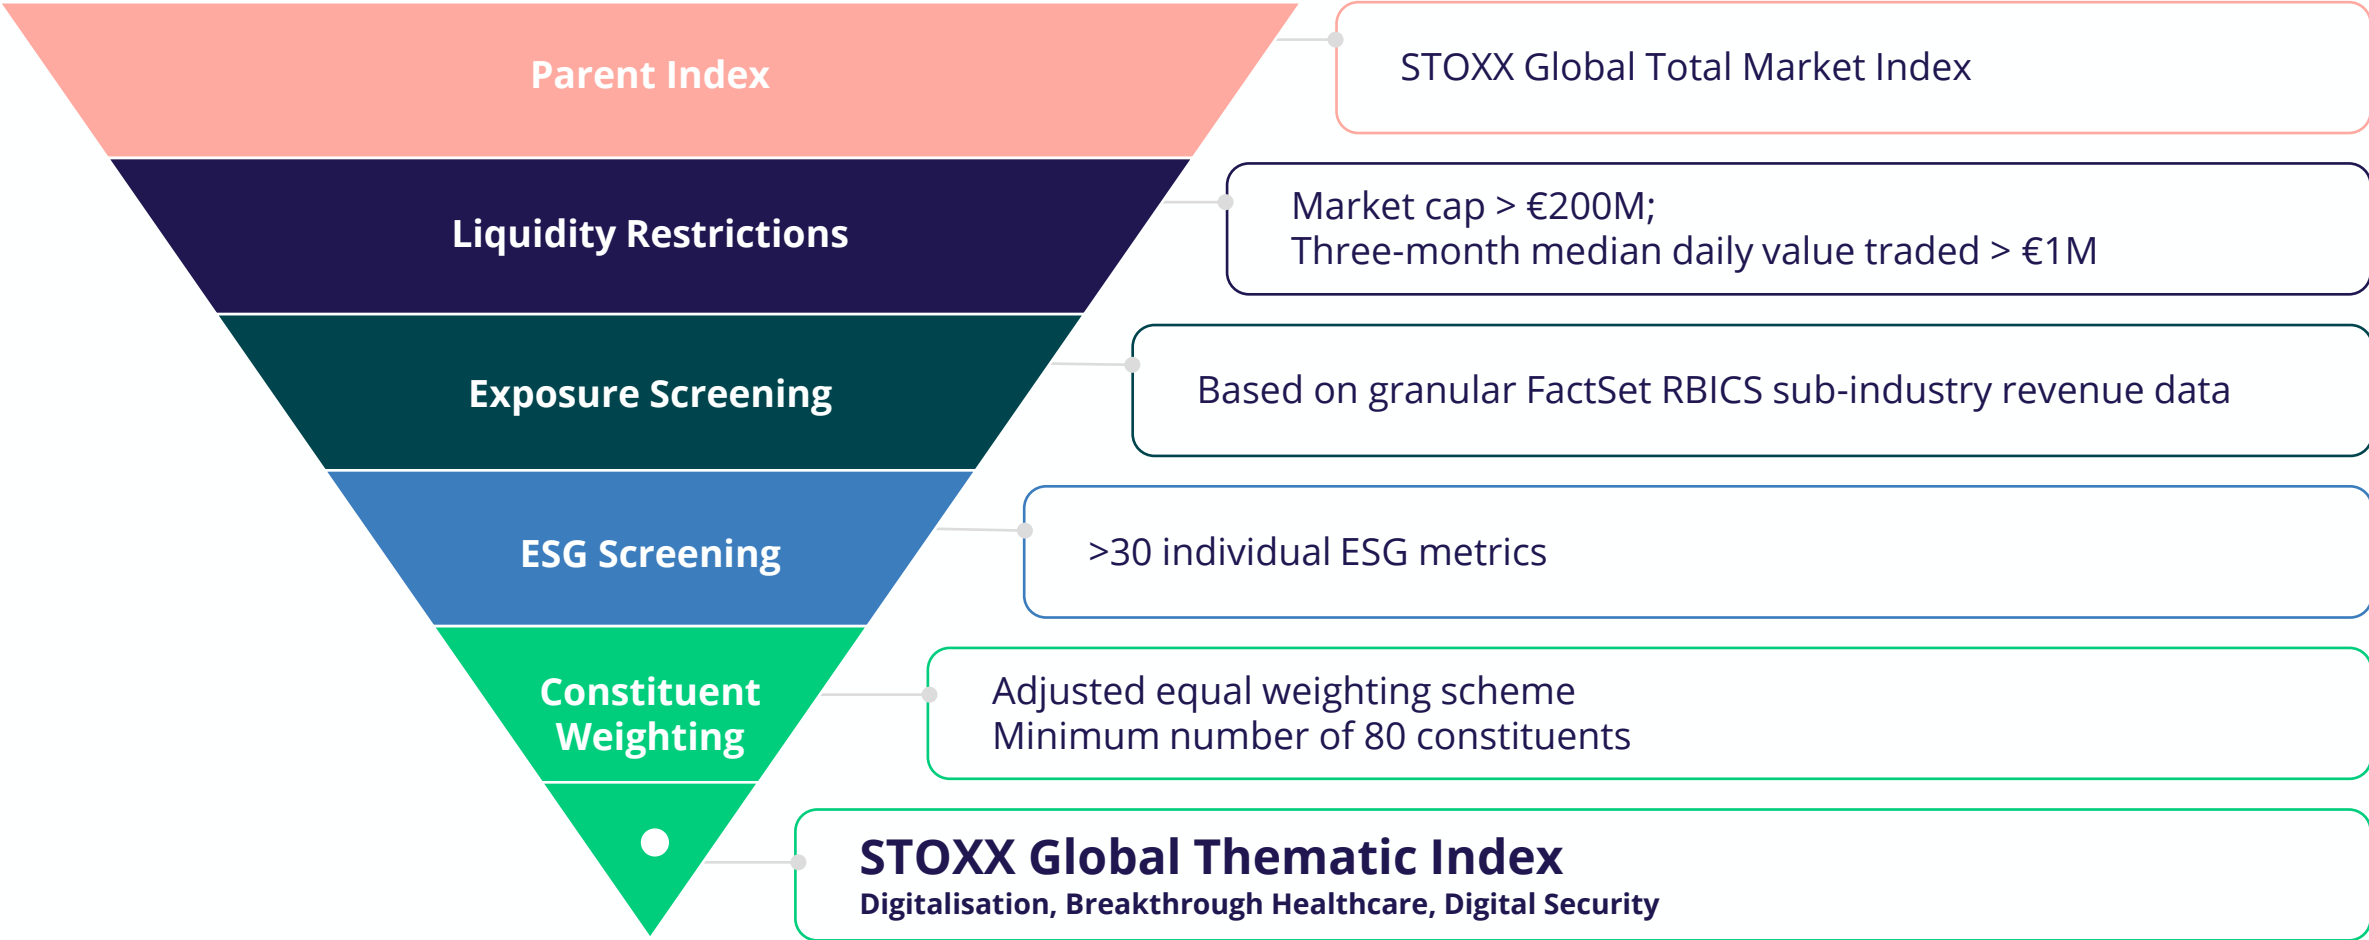 Parent Index
STOXX Global Total Market Index
Liquidity Restrictions
Market cap > €200M;
Three-month median daily value traded > €1M
Exposure Screening
Based on granular FactSet RBICS sub-industry revenue data
ESG Screening
>30 individual ESG metrics
Constituent
Weighting
Adjusted equal weighting scheme
Minimum number of 80 constituents
STOXX Global Thematic Index
Digitalisation, Breakthrough Healthcare, Digital Security